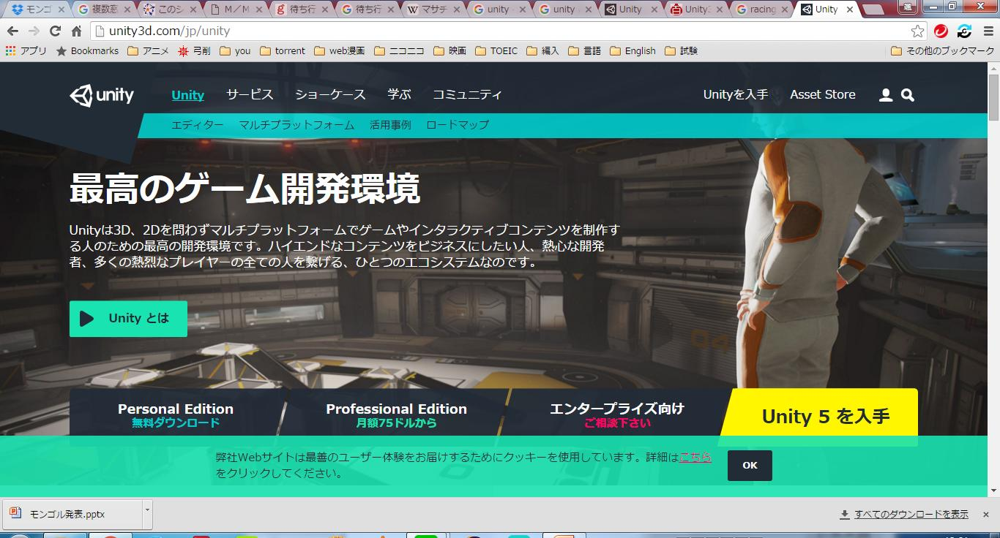 モンゴ
複数窓
このシ
M/M/
待ち行
待ち行
マサチ
unity
unity
Unity
Unity3
racing
Unity
unity3d.com/jp/unity
アプリ Bookmarks アニメ 弓削 you torrent web漫画 ニコニコ 映画 TOEIC 編入 言語 English 試験 その他のブックマーク
unity Unity サービス ショーケース 学ぶ コミュニティ Unityを入手 Asset Store
エディター マルチプラットフォーム 活用事例 ロードマップ
最高のゲーム開発環境
Unityは3D、2Dを問わずマルチプラットフォームでゲームやインタラクティブコンテンツを制作す
る人のための最高の開発環境です。ハイエンドなコンテンツをビジネスにしたい人、熱心な開発
者、多くの熱烈なプレイヤーの全ての人を繋げる、ひとつのエコシステムなのです。
Unity とは
04
Personal Edition
無料ダウンロード
Professional Edition
月額75ドルから
エンタープライズ向け
ご相談下さい
Unity 5 を入手
弊社Webサイトは最善のユーザー体験をお届けするためにクッキーを使用しています。詳細はこちら
をクリックしてください。
OK
モンゴル発表.pptx
すべてのダウンロードを表示